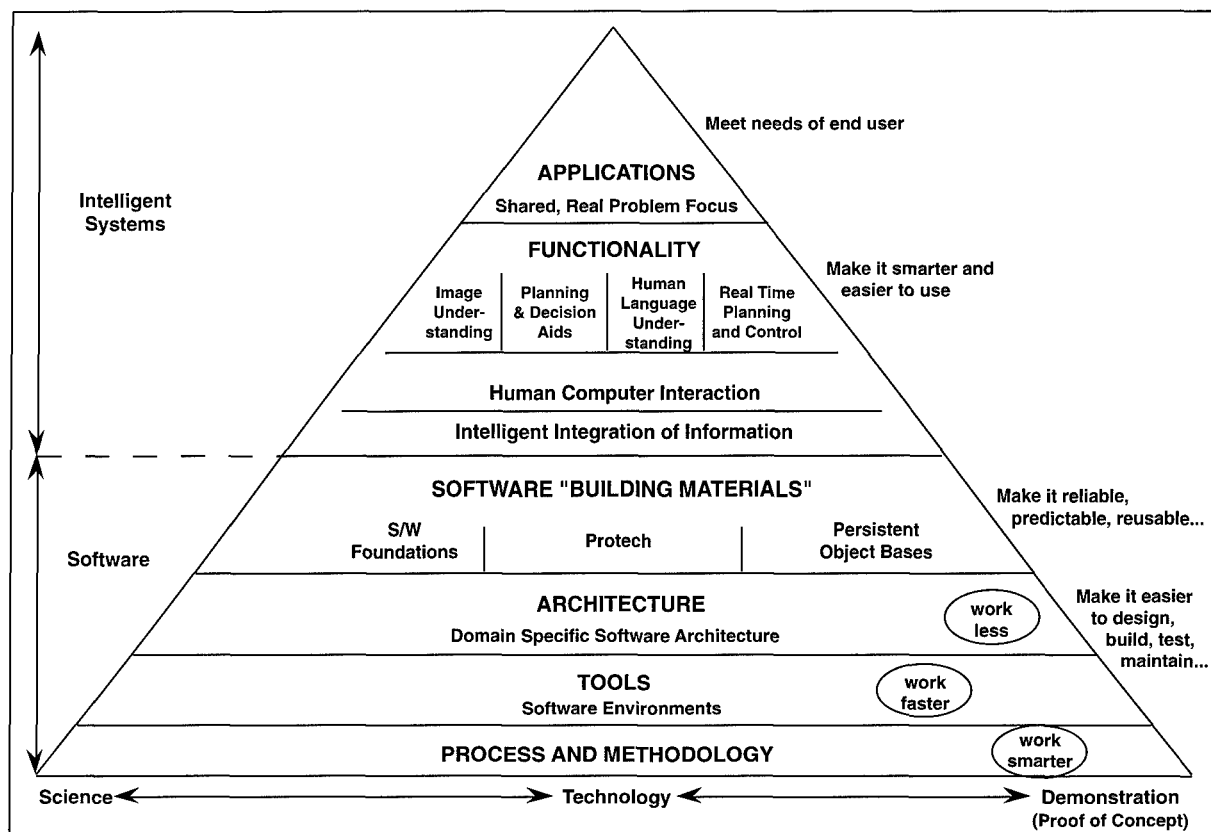 Meet needs of end user
APPLICATIONS
Shared, Real Problem Focus
Intelligent
Systems
FUNCTIONALITY
Make it smarter and
easier to use
Image
Under-
standing
Planning
& Decision
Aids
Human
Language
Under-
standing
Real Time
Planning
and Control
Human Computer Interaction
Intelligent Integration of Information
SOFTWARE "BUILDING MATERIALS"
Make it reliable,
predictable, reusable...
S/W
Foundations
Protech
Persistent
Object Bases
Software
ARCHITECTURE
Domain Specific Software Architecture
work
less
Make it easier
to design,
build, test,
maintain...
TOOLS
Software Environments
work
faster
PROCESS AND METHODOLOGY
work
smarter
Science
Technology
Demonstration
(Proof of Concept)